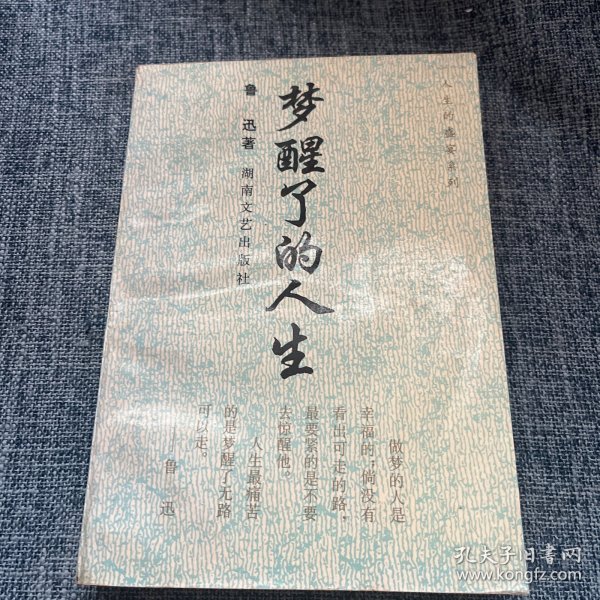 人生的盛宴系列
梦醒了的人生
鲁迅著
湖南文艺出版社
做梦的人是
幸福的；倘没有
看出可走的路，
最要紧的是不要
去惊醒他。
人生最痛苦
的是梦醒了无路
可以走。
鲁迅
孔夫子旧书网
www.kongfz.com